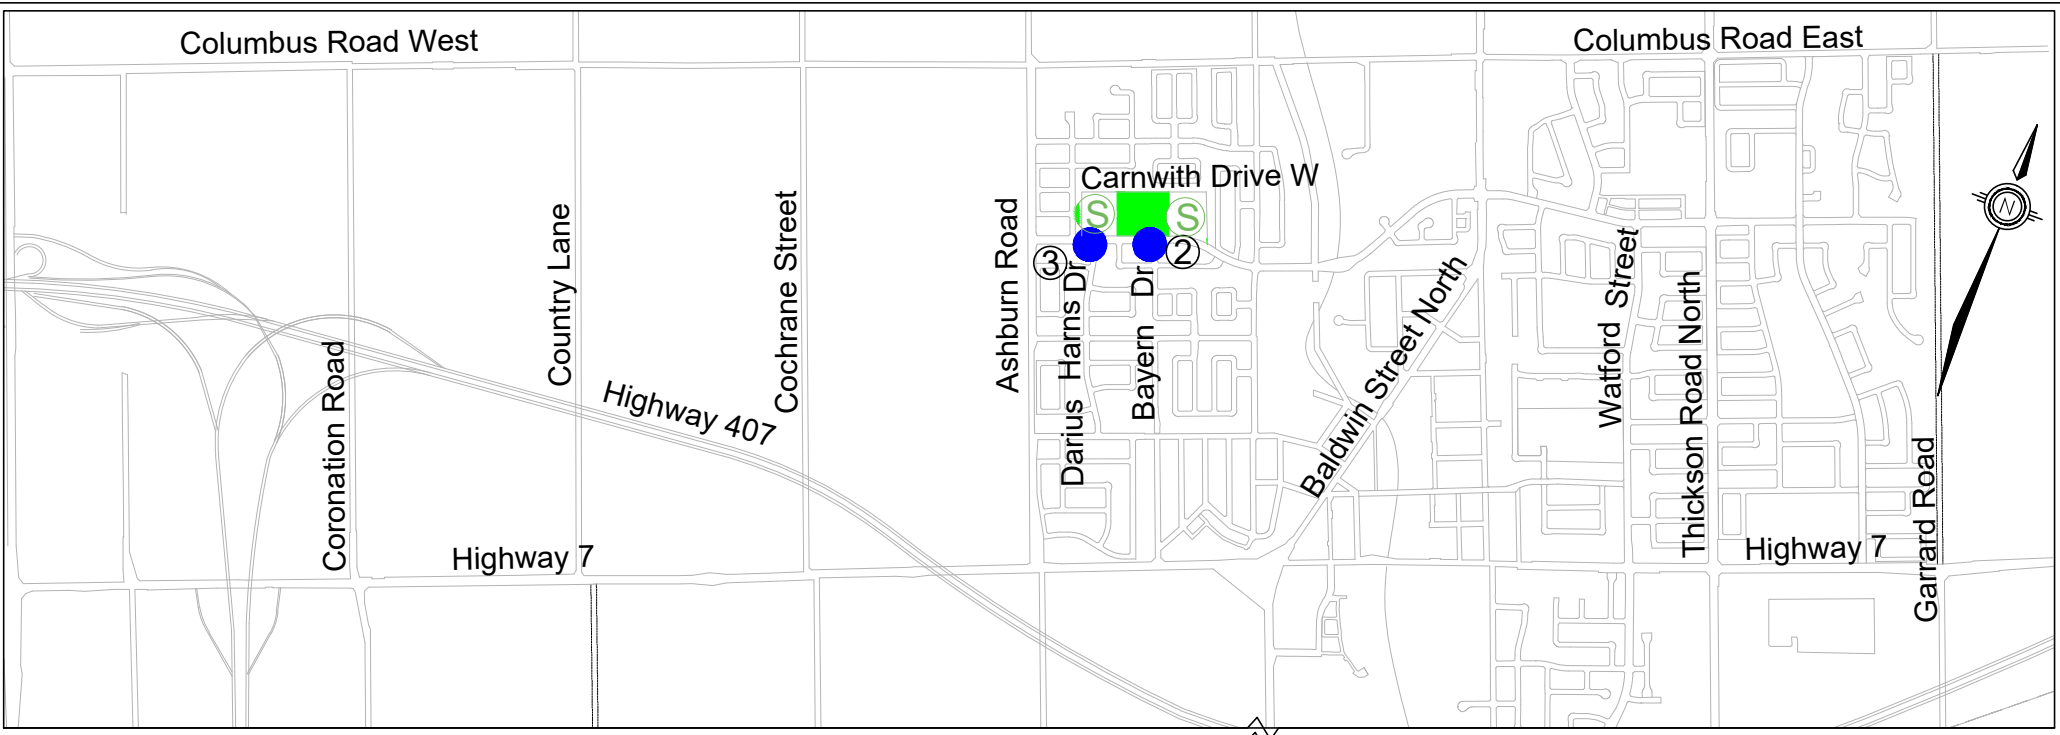 Columbus Road West
Columbus Road East
Carnwith Drive W
S
S
3
2
N
Ashburn Road
Darius Harns Dr
Bayern Dr
Country Lane
Cochrane Street
Coronation Road
Highway 407
Baldwin Street North
Watford Street
Thickson Road North
Garrard Road
Highway 7
Highway 7